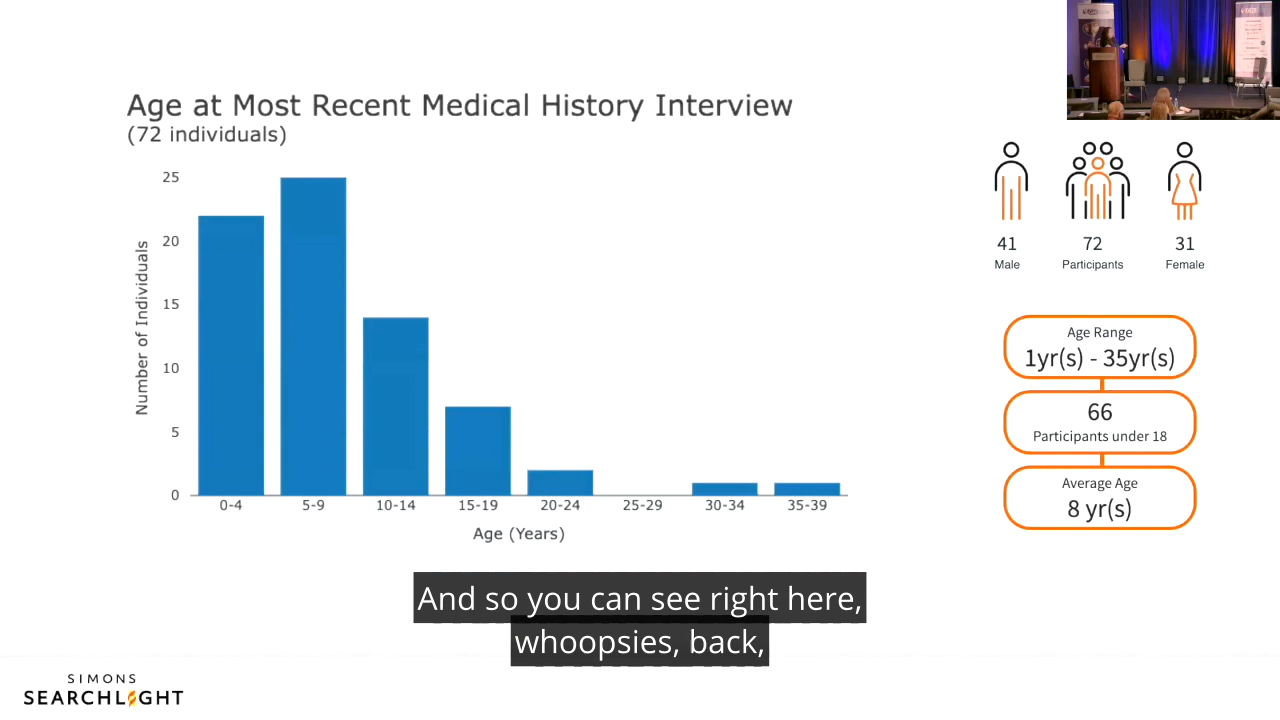 Age at Most Recent Medical History Interview
(72 individuals)
25
20
15
10
5
0
Number of Individuals
0-4
5-9
10-14
15-19
20-24
25-29
30-34
35-39
Age (Years)
41
Male
72
Participants
31
Female
Age Range
1yr(s) - 35yr(s)
66
Participants under 18
Average Age
8 yr(s)
And so you can see right here,
whoopsies, back,
SIMONS
SEARCHLIGHT